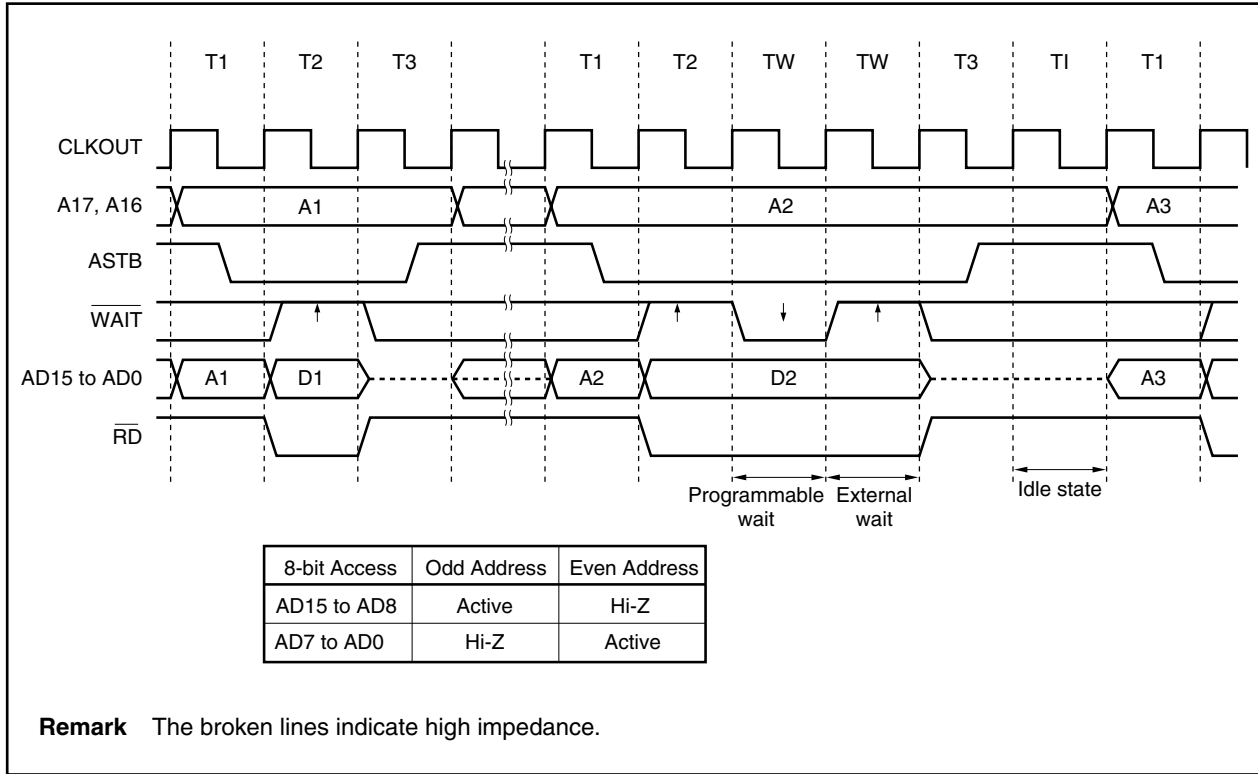 T1 T2 T3 T1 T2 TW TW T3 TI T1
CLKOUT
A17, A16 A1 A2 A3
ASTB
WAIT
AD15 to AD0 A1 D1 A2 D2 A3
RD
Programmable wait
External wait
Idle state
8-bit Access Odd Address Even Address
AD15 to AD8 Active Hi-Z
AD7 to AD0 Hi-Z Active
Remark The broken lines indicate high impedance.